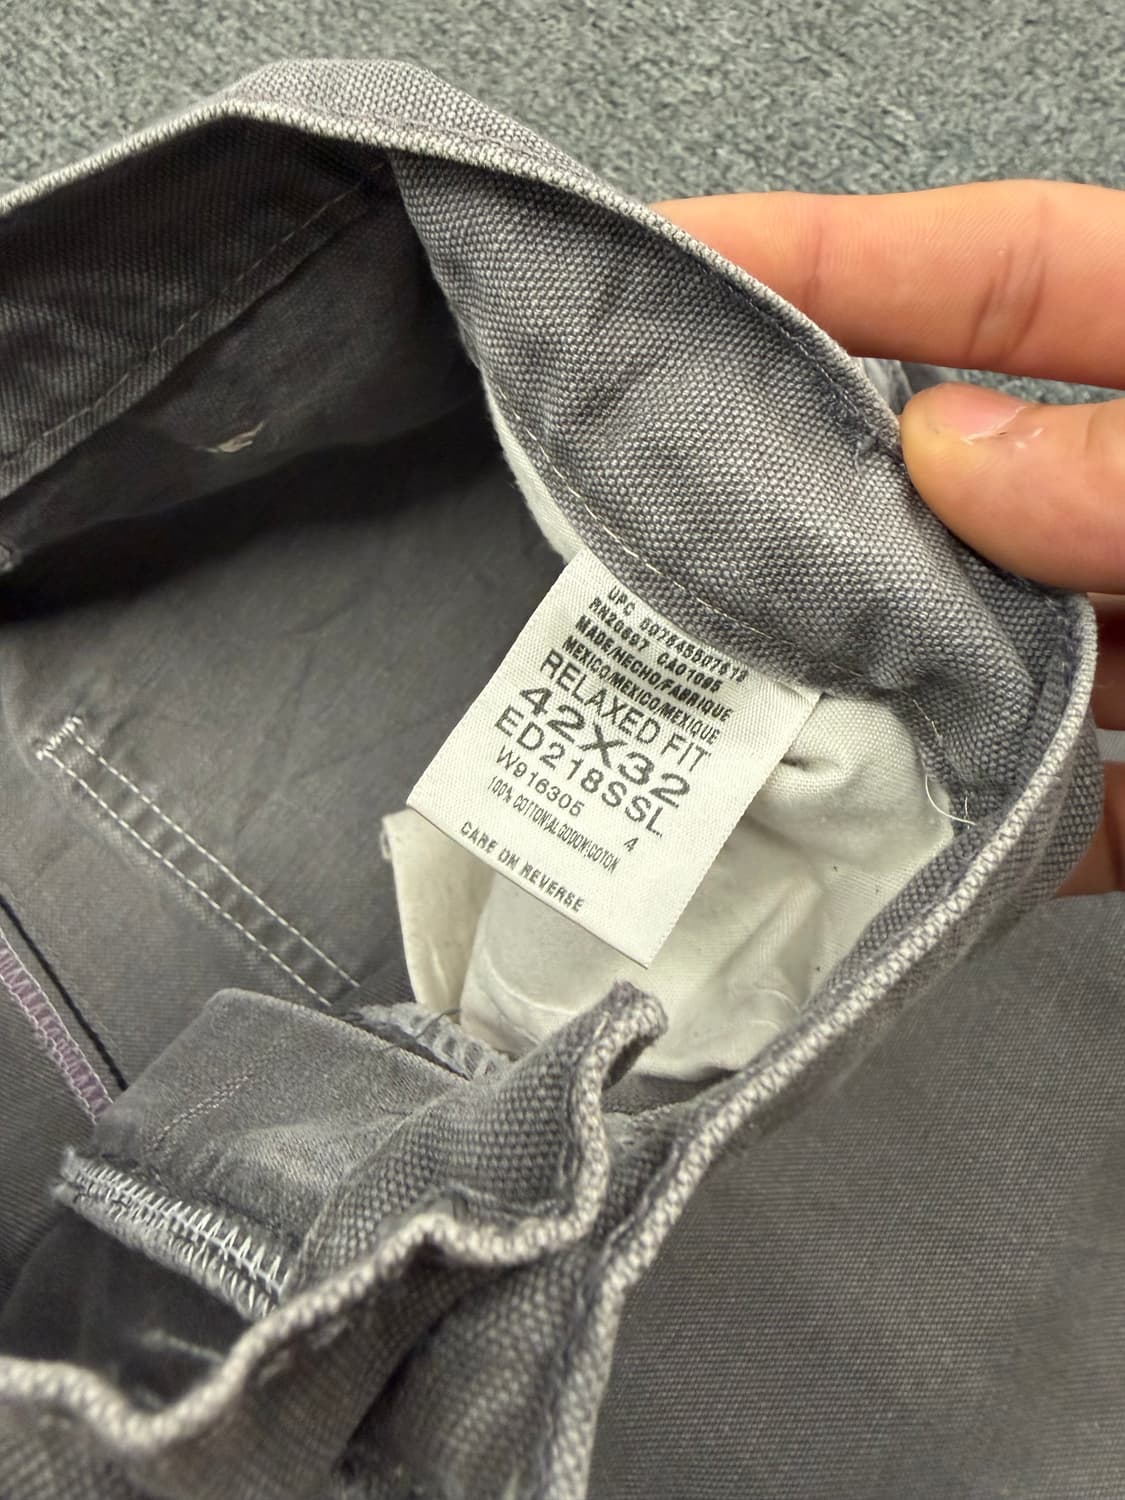 UPC
RN20697 CA01065
MADE/HECHO/FABRIQUE
MEXICO/MEXICO/MEXIQUE
RELAXED FIT
42X32
ED218SSL
W916305 4
100% COTTON\ALGODON\COTON
CARE ON REVERSE